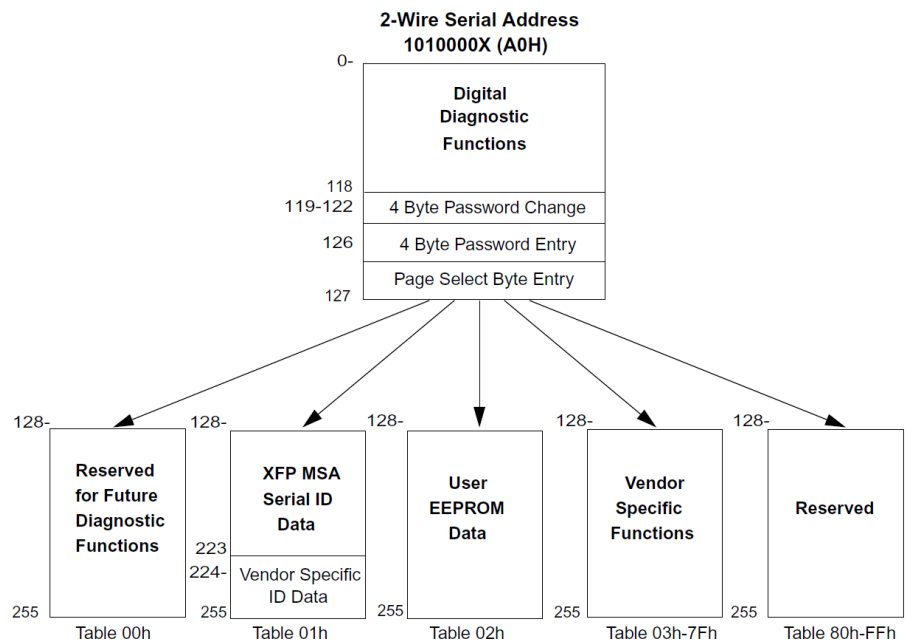 2-Wire Serial Address
1010000X (A0H)
0-
Digital
Diagnostic
Functions
118
119-122
4 Byte Password Change
126
4 Byte Password Entry
Page Select Byte Entry
127
128-
Reserved
for Future
Diagnostic
Functions
255
Table 00h
128-
XFP MSA
Serial ID
Data
223
224-
Vendor Specific
ID Data
255
Table 01h
128-
User
EEPROM
Data
255
Table 02h
128-
Vendor
Specific
Functions
255
Table 03h-7Fh
128-
Reserved
255
Table 80h-FFh